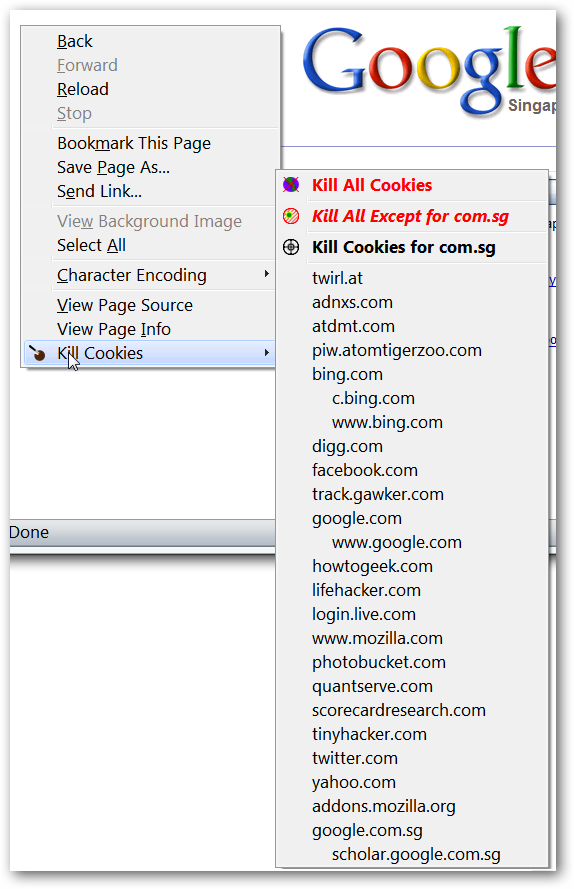 Back
Forward
Reload
Stop
Bookmark This Page
Save Page As...
Send Link...
View Background Image
Select All
Character Encoding
View Page Source
View Page Info
Kill Cookies
Done
Google
Kill All Cookies
Kill All Except for com.sg
Kill Cookies for com.sg
twirl.at
adnxs.com
atdmt.com
piw.atomtigerzoo.com
bing.com
c.bing.com
www.bing.com
digg.com
facebook.com
track.gawker.com
google.com
www.google.com
howtogeek.com
lifehacker.com
login.live.com
www.mozilla.com
photobucket.com
quantserve.com
scorecardresearch.com
tinyhacker.com
twitter.com
yahoo.com
addons.mozilla.org
google.com.sg
scholar.google.com.sg